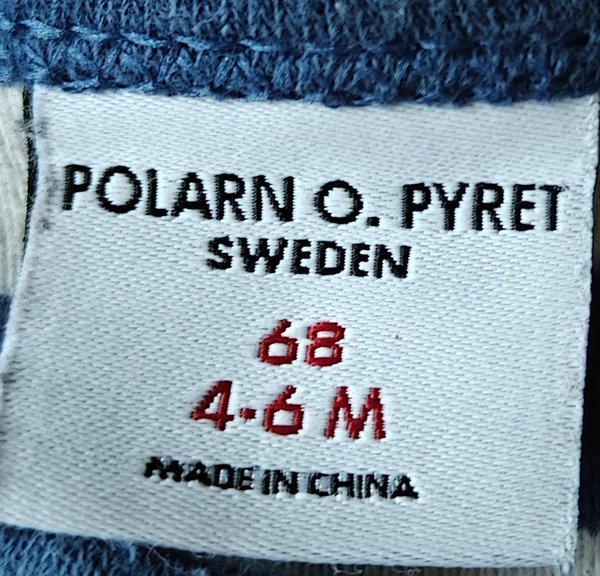 POLARN O. PYRET
SWEDEN
68
4-6 M
MADE IN CHINA